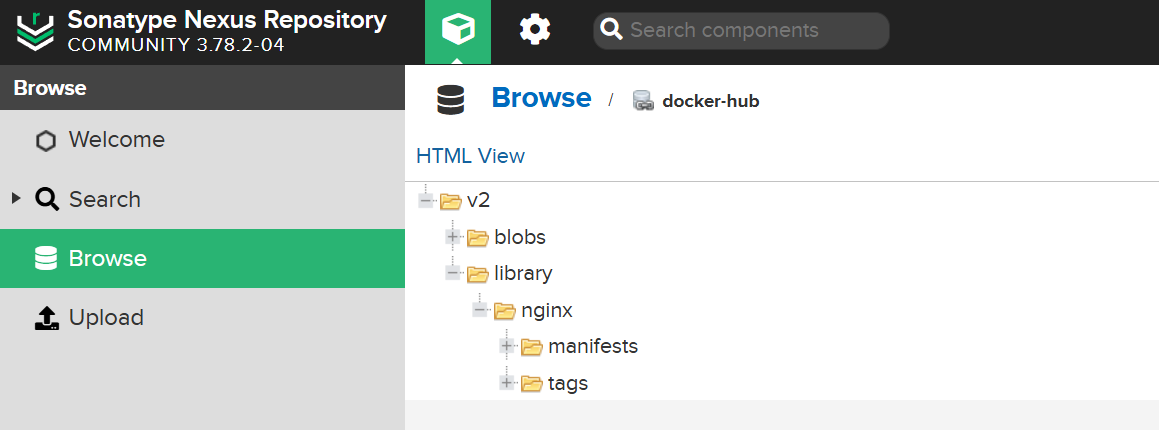 Sonatype Nexus Repository
COMMUNITY 3.78.2-04
Search components
Browse
Welcome
Search
Browse
Upload
Browse / docker-hub
HTML View
v2
blobs
library
nginx
manifests
tags